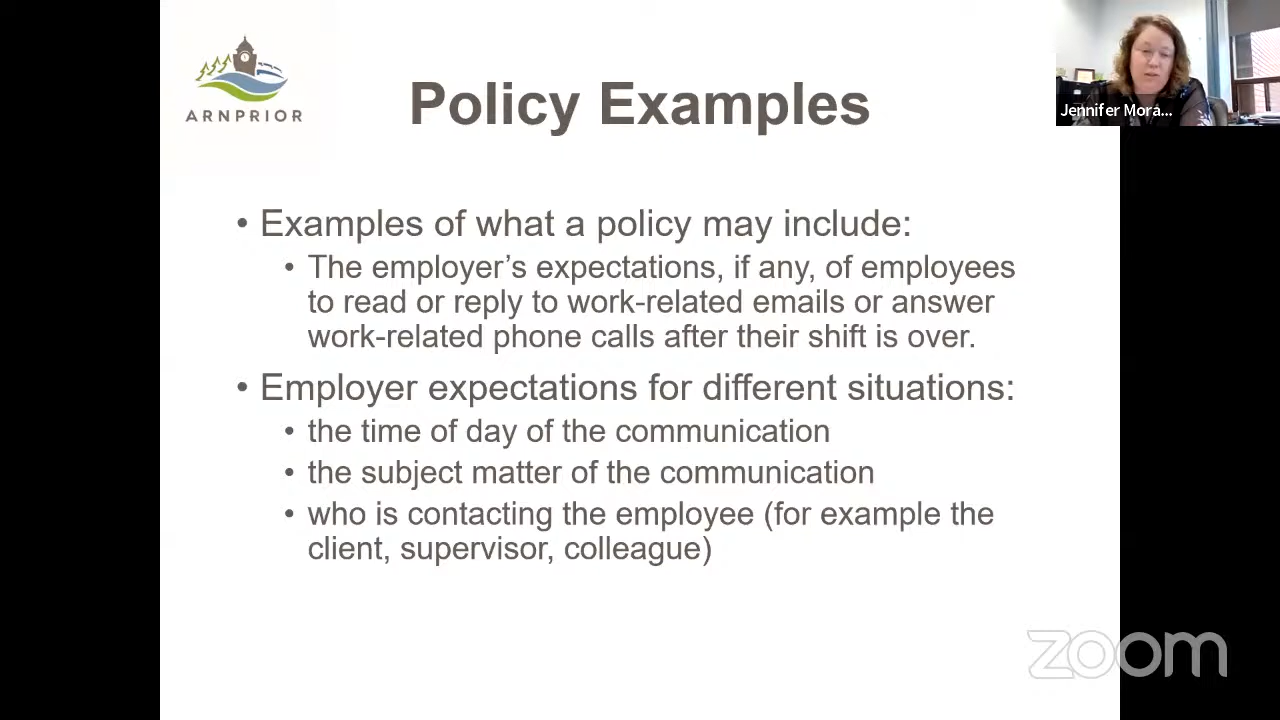 ARNPRIOR
Policy Examples
Jennifer Mora...
• Examples of what a policy may include:
• The employer's expectations, if any, of employees
to read or reply to work-related emails or answer
work-related phone calls after their shift is over.
• Employer expectations for different situations:
• the time of day of the communication
• the subject matter of the communication
• who is contacting the employee (for example the
client, supervisor, colleague)
zoom